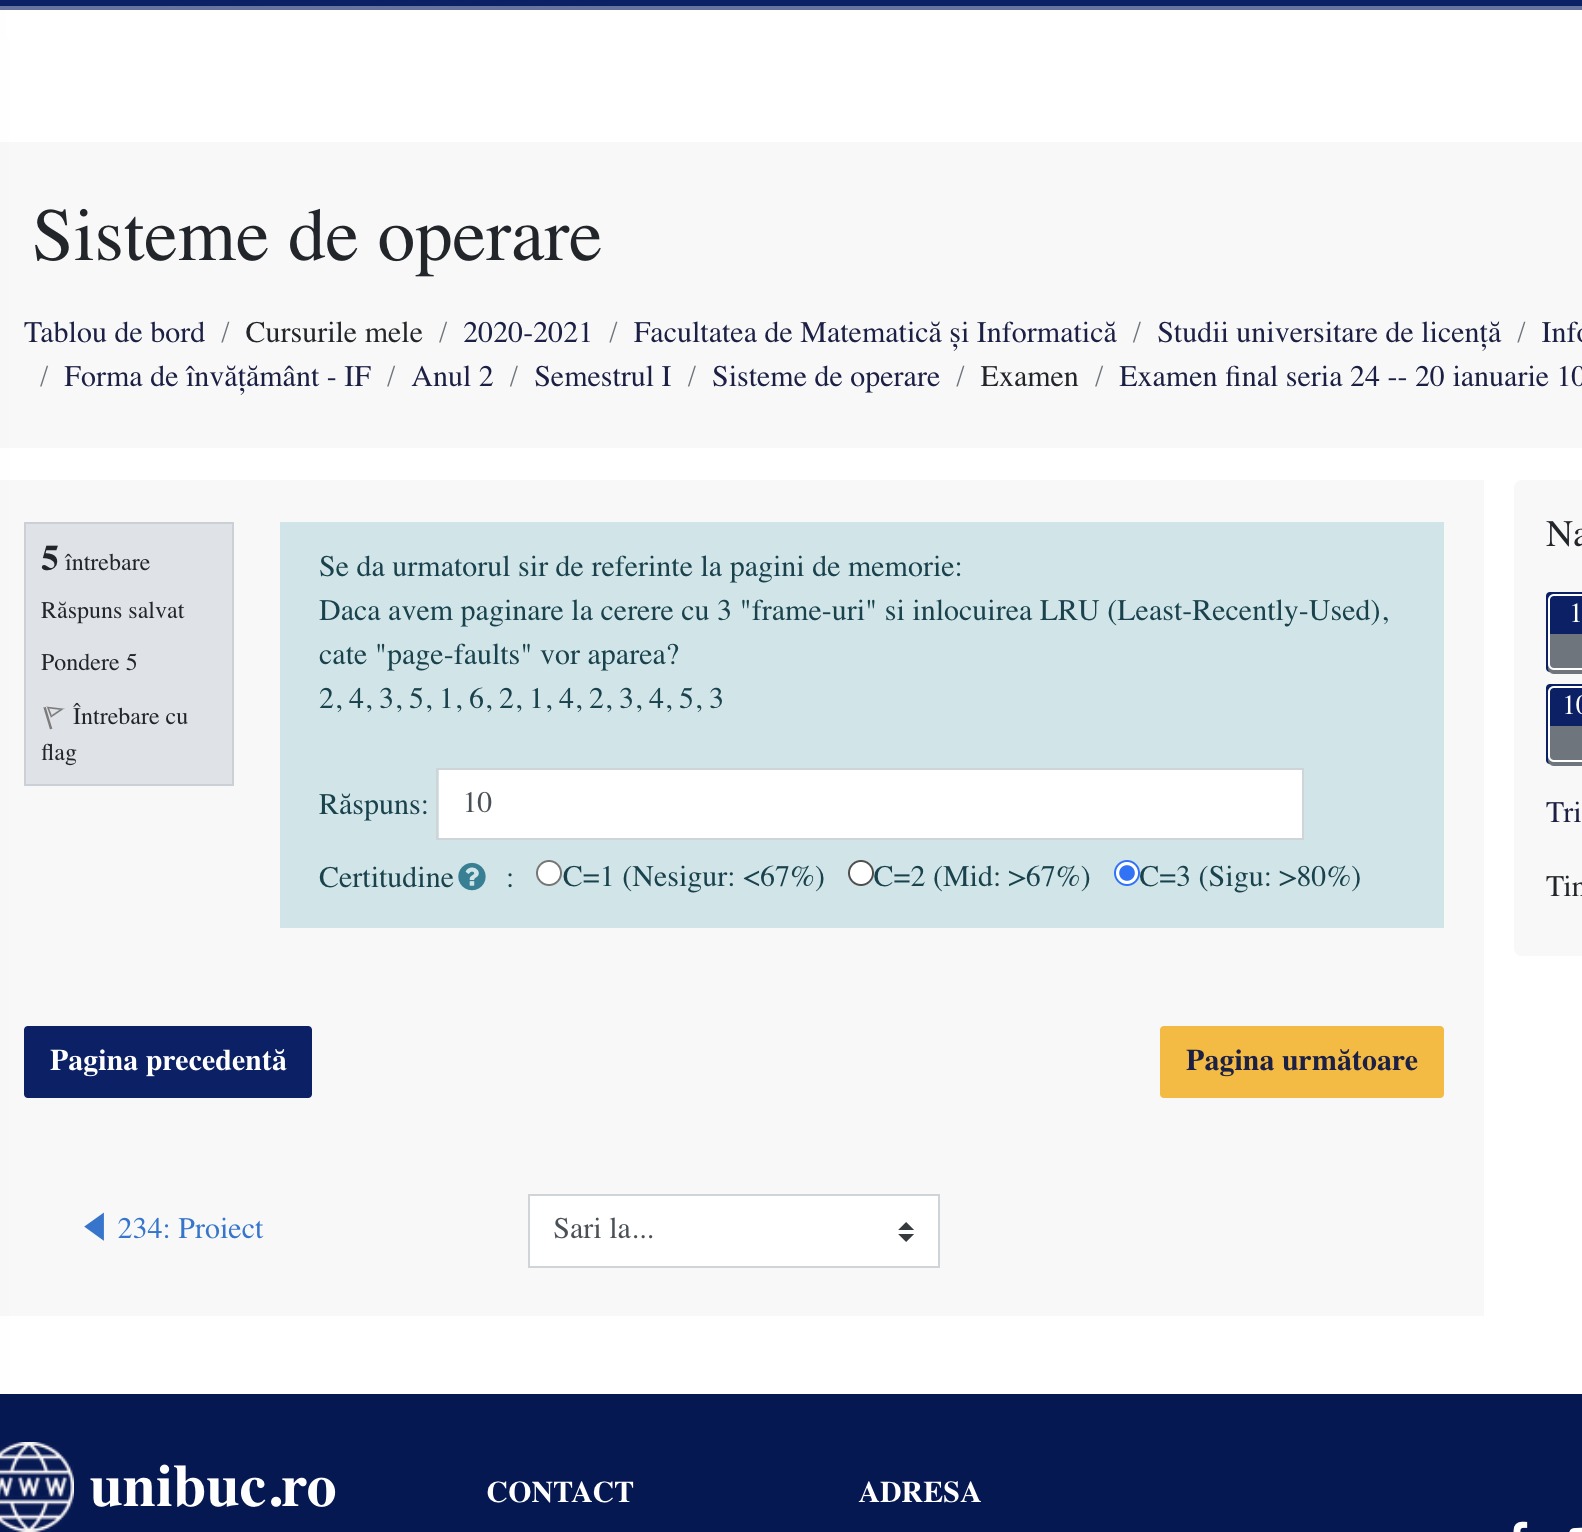 Sisteme de operare
Tablou de bord / Cursurile mele / 2020-2021 / Facultatea de Matematică și Informatică / Studii universitare de licență /
/ Forma de învățământ - IF / Anul 2 / Semestrul I / Sisteme de operare / Examen / Examen final seria 24 -- 20 ianuarie 10
5 întrebare
Răspuns salvat
Pondere 5
Întrebare cu
flag
Se da urmatorul sir de referinte la pagini de memorie:
Daca avem paginare la cerere cu 3 "frame-uri" si inlocuirea LRU (Least-Recently-Used),
cate "page-faults" vor aparea?
2, 4, 3, 5, 1, 6, 2, 1, 4, 2, 3, 4, 5, 3
Răspuns: 10
Certitudine ? : C=1 (Nesigur: <67%) C=2 (Mid: >67%) C=3 (Sigu: >80%)
1
10
Pagina precedentă
Pagina următoare
234: Proiect
Sari la...
WWW unibuc.ro
CONTACT
ADRESA